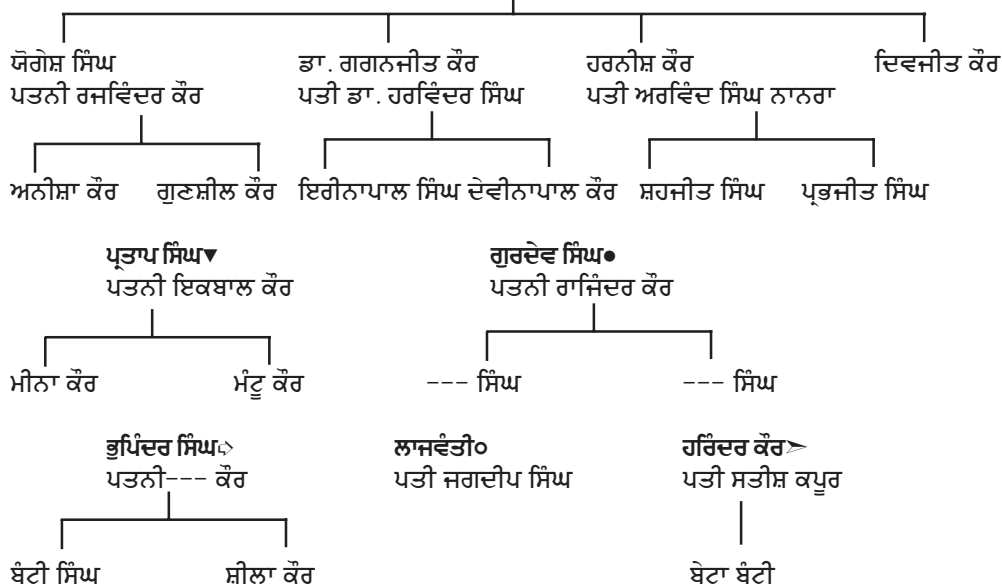 ਯੋਗੇਸ਼ ਸਿੰਘ ਡਾ. ਗਗਨਜੀਤ ਕੌਰ ਹਰਨੀਸ਼ ਕੌਰ ਦਿਵਜੀਤ ਕੌਰ
ਪਤਨੀ ਰਜਵਿੰਦਰ ਕੌਰ ਪਤੀ ਡਾ. ਹਰਵਿੰਦਰ ਸਿੰਘ ਪਤੀ ਅਰਵਿੰਦ ਸਿੰਘ ਨਾਨਰਾ
ਅਨੀਸ਼ਾ ਕੌਰ ਗੁਣਸ਼ੀਲ ਕੌਰ ਇਰੀਨਾਪਾਲ ਸਿੰਘ ਦੇਵੀਨਾਪਾਲ ਕੌਰ ਸ਼ਹਜੀਤ ਸਿੰਘ ਪ੍ਰਭਜੀਤ ਸਿੰਘ
ਪ੍ਰਤਾਪ ਸਿੰਘ▾ ਗੁਰਦੇਵ ਸਿੰਘ●
ਪਤਨੀ ਇਕਬਾਲ ਕੌਰ ਪਤਨੀ ਰਾਜਿੰਦਰ ਕੌਰ
ਮੀਨਾ ਕੌਰ ਮੰਟੂ ਕੌਰ --- ਸਿੰਘ --- ਸਿੰਘ
ਭੁਪਿੰਦਰ ਸਿੰਘ➪ ਲਾਜਵੰਤੀ○ ਹਰਿੰਦਰ ਕੌਰ➣
ਪਤਨੀ--- ਕੌਰ ਪਤੀ ਜਗਦੀਪ ਸਿੰਘ ਪਤੀ ਸਤੀਸ਼ ਕਪੂਰ
ਬੰਟੀ ਸਿੰਘ ਸ਼ੀਲਾ ਕੌਰ ਬੇਟਾ ਬੰਟੀ